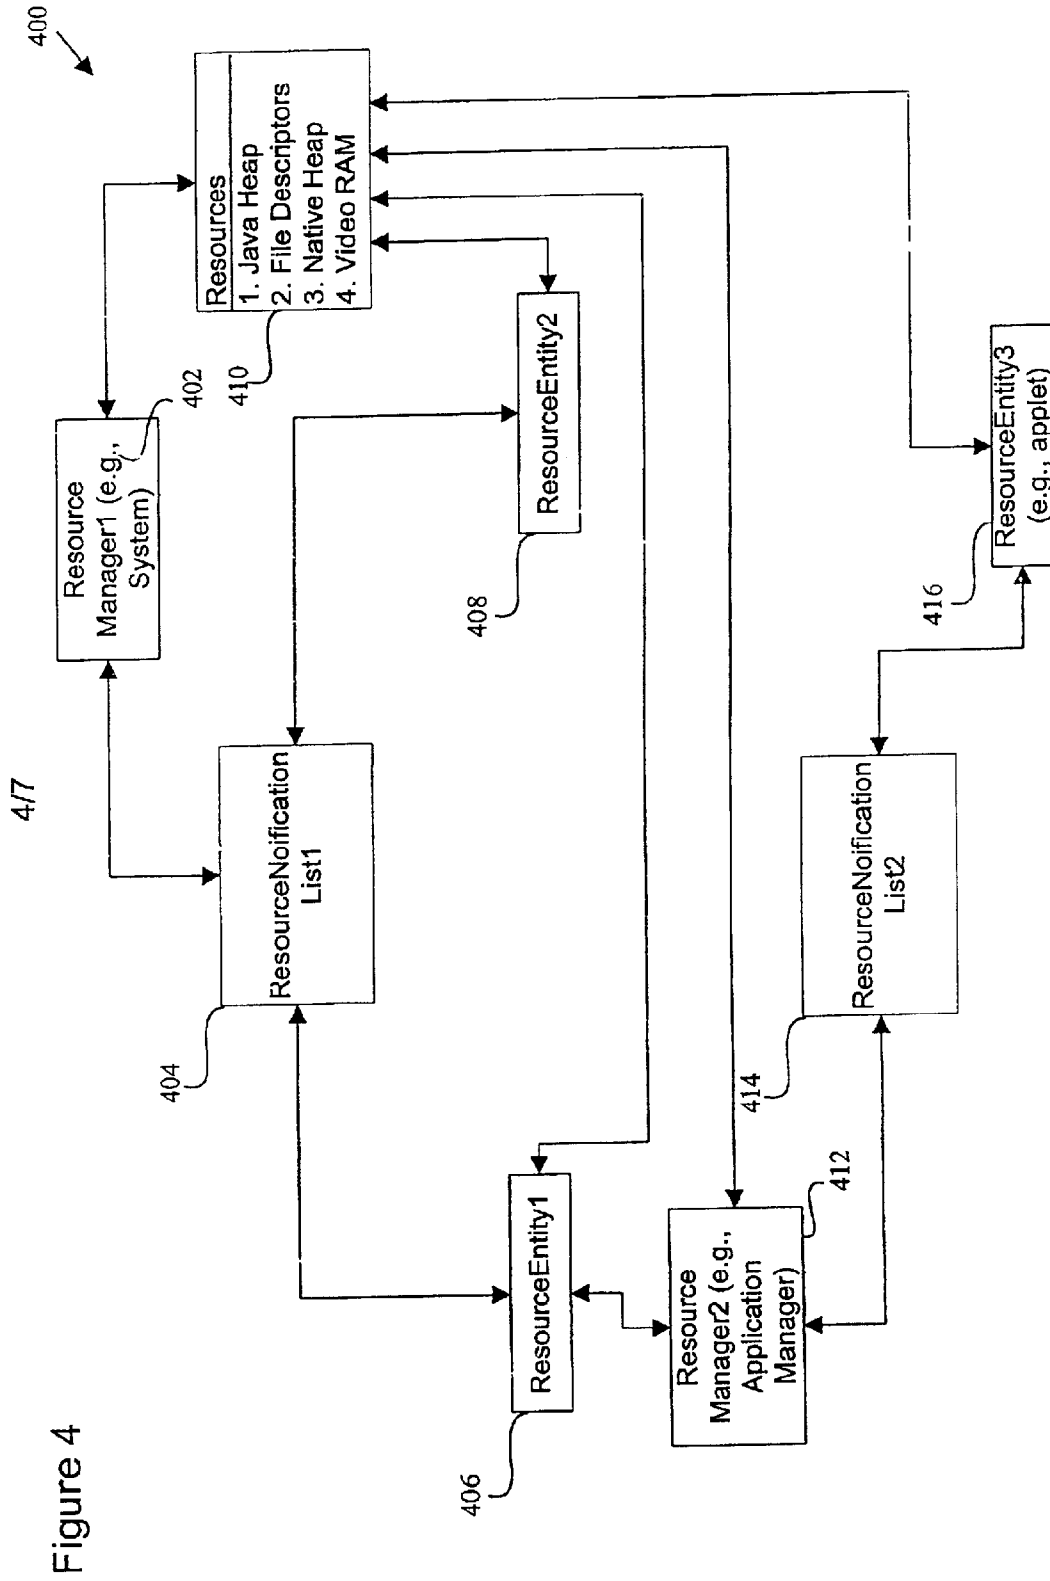 4/7
Figure 4
400
Resource
Manager1 (e.g.,
System)
402
Resources
1. Java Heap
2. File Descriptors
3. Native Heap
4. Video RAM
410
404
ResourceNoification
List1
ResourceEntity2
408
406
ResourceEntity1
Resource
Manager2 (e.g.,
Application
Manager)
412
414
ResourceNoification
List2
416
ResourceEntity3
(e.g., applet)